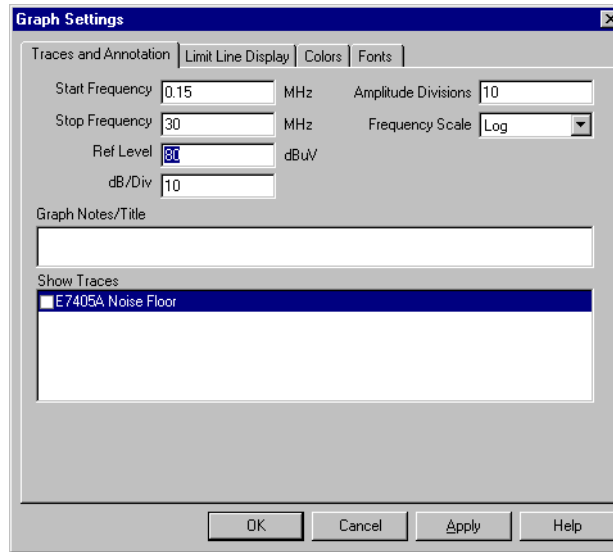 Graph Settings
Traces and Annotation Limit Line Display Colors Fonts
Start Frequency 0.15 MHz Amplitude Divisions 10
Stop Frequency 30 MHz Frequency Scale Log
Ref Level 80 dBuV
dB/Div 10
Graph Notes/Title
Show Traces
E7405A Noise Floor
OK Cancel Apply Help